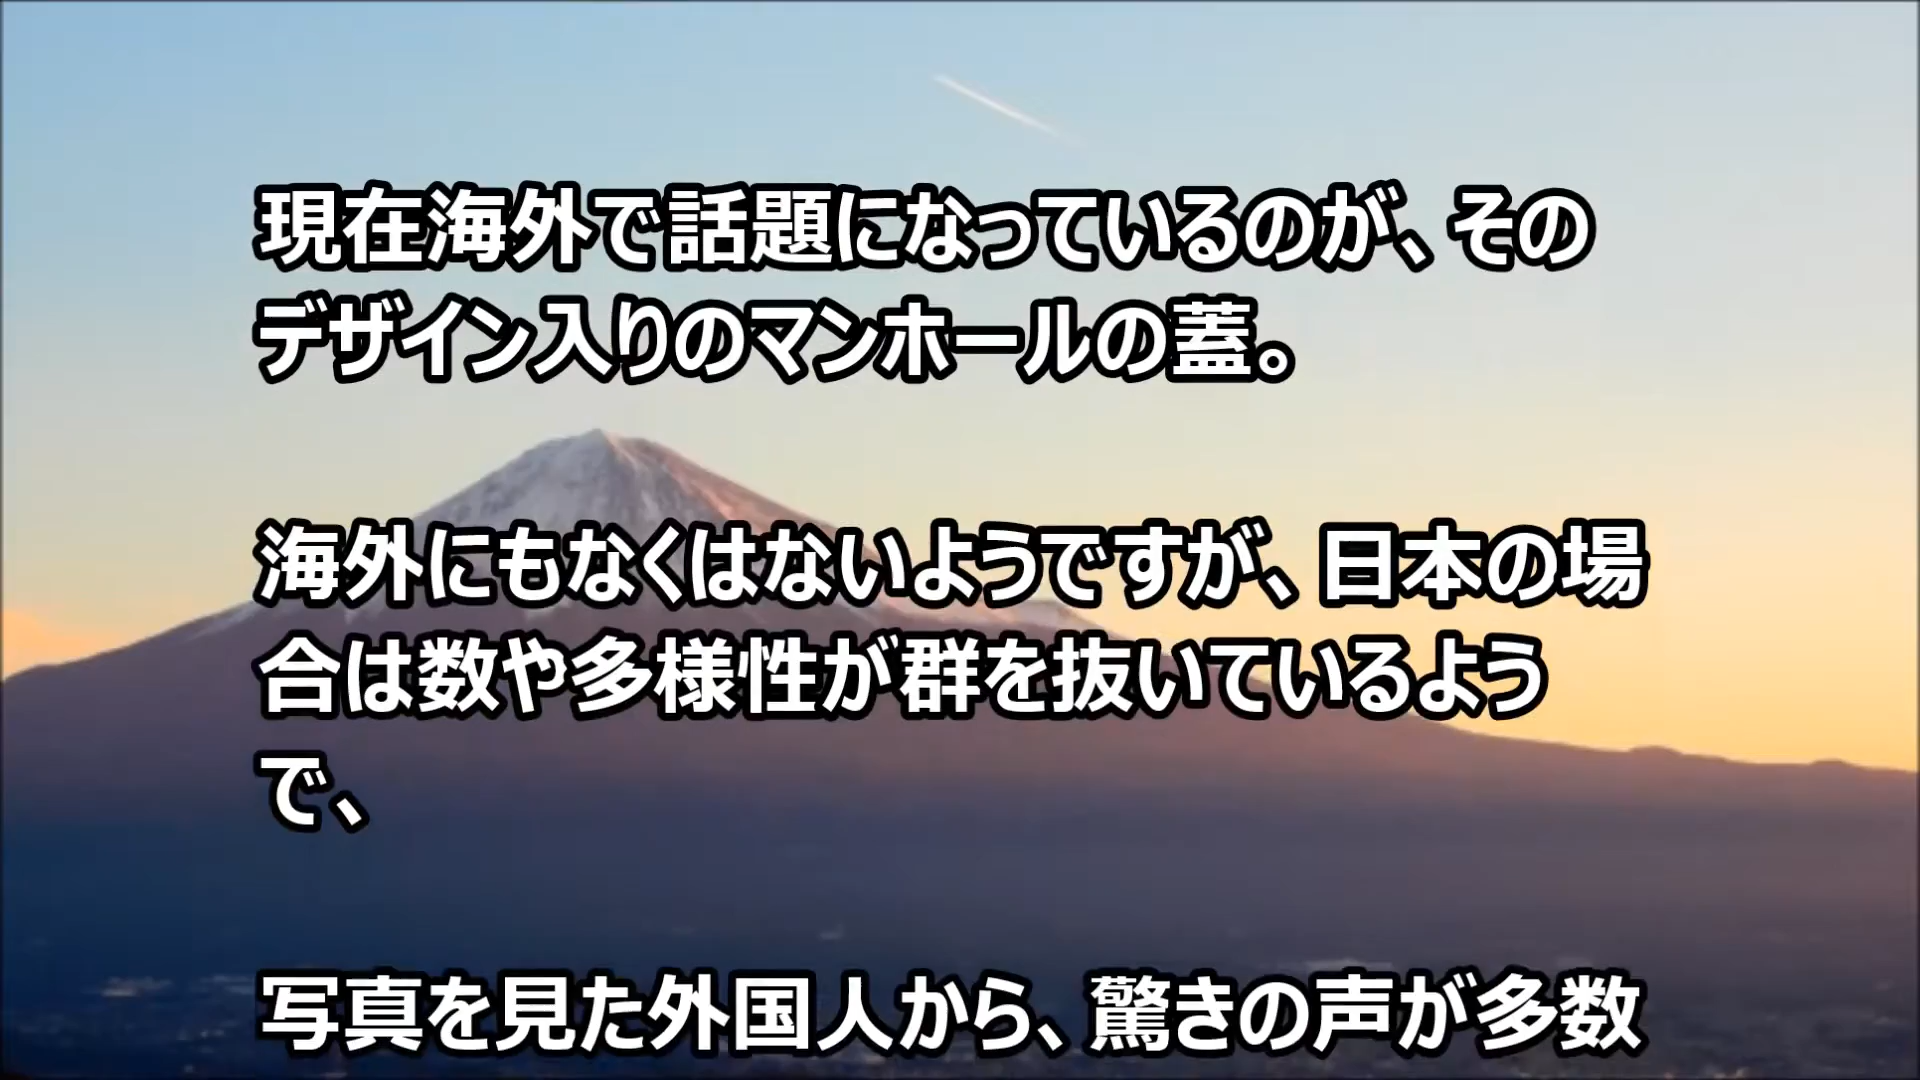 現在海外で話題になっているのが、その
デザイン入りのマンホールの蓋。
海外にもなくはないようですが、日本の場
合は数や多様性が群を抜いているよう
で、
写真を見た外国人から、驚きの声が多数